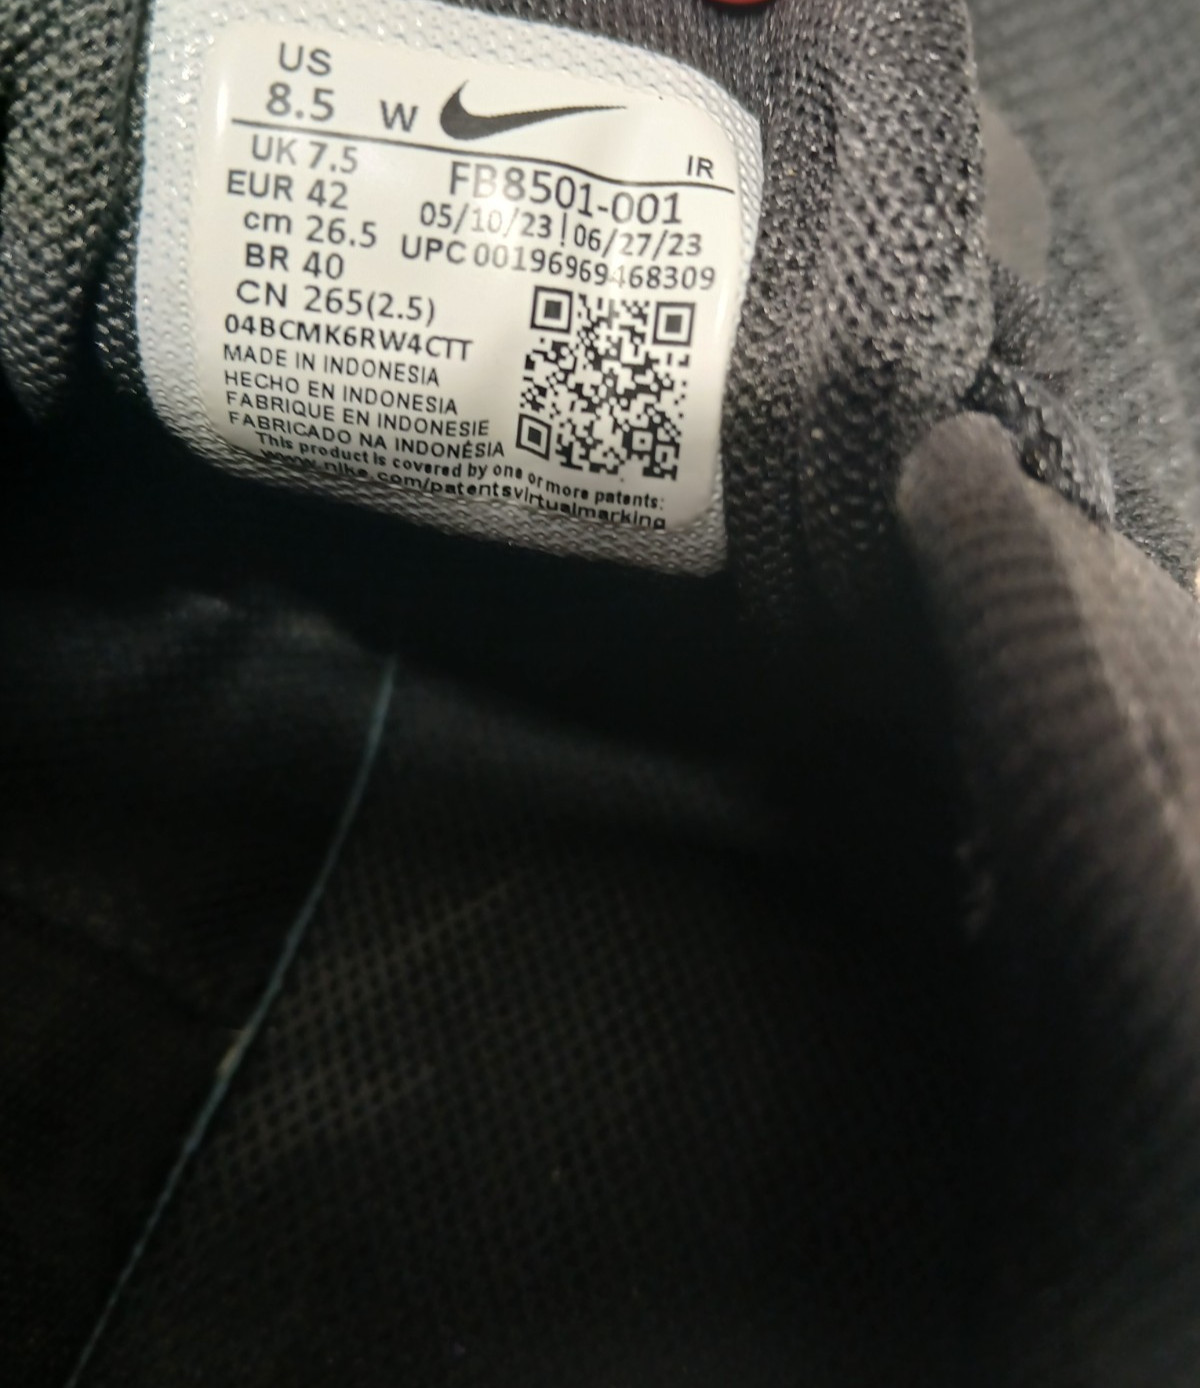 US
8.5 W
IR
UK 7.5
EUR 42
cm 26.5
BR 40
CN 265(2.5)
FB8501-001
05/10/23 | 06/27/23
UPC 00196969468309
04BCMK6RW4CTT
MADE IN INDONESIA
HECHO EN INDONESIA
FABRIQUE EN INDONESIE
FABRICADO NA INDONÉSIA
This product is covered by one or more patents:
www.nike.com/patentsvirtualmarking